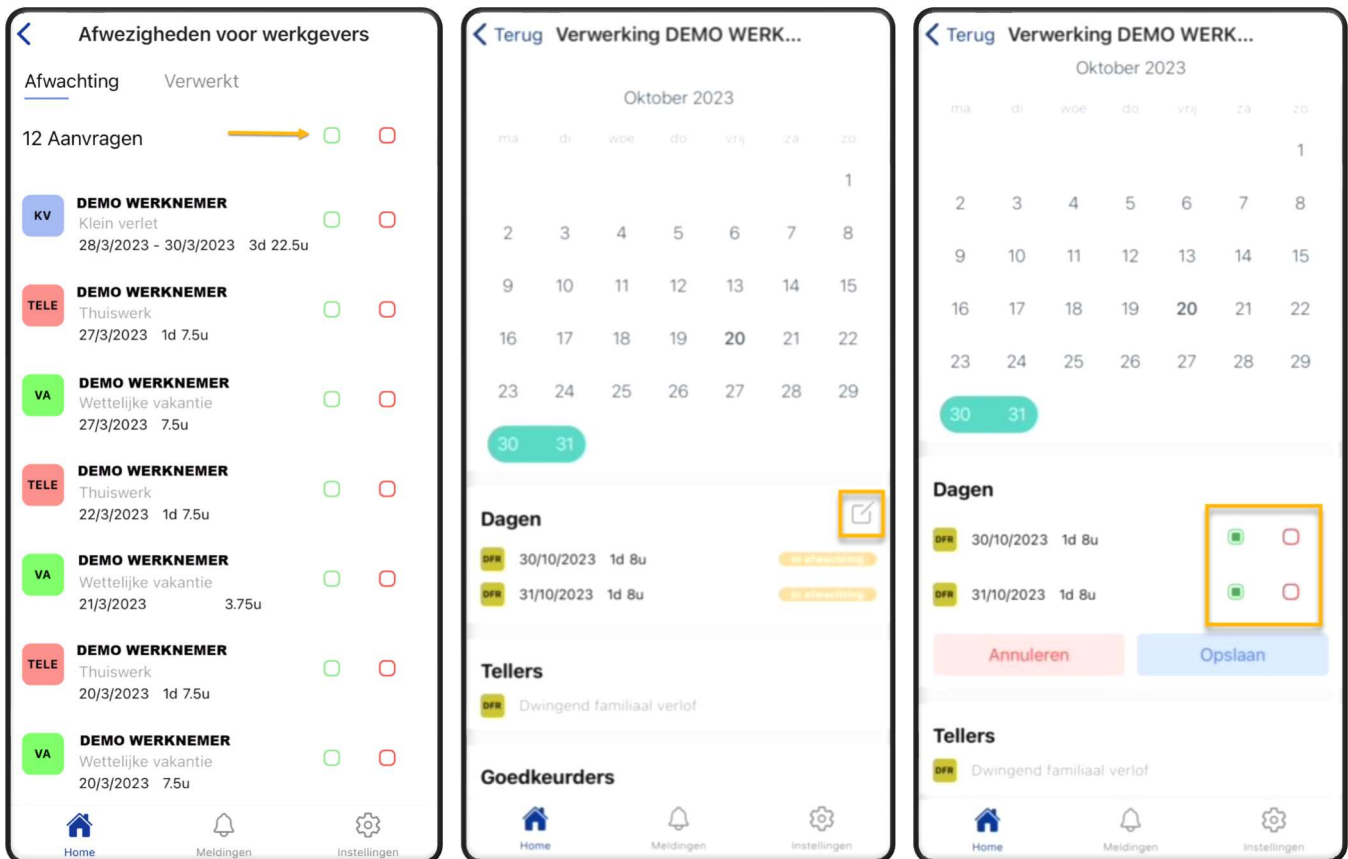 Afwezigheden voor werkgevers
Afwachting Verwerkt
12 Aanvragen
KV
DEMO WERKNEMER
Klein verlet
28/3/2023 - 30/3/2023 3d 22.5u
TELE
DEMO WERKNEMER
Thuiswerk
27/3/2023 1d 7.5u
VA
DEMO WERKNEMER
Wettelijke vakantie
27/3/2023 7.5u
TELE
DEMO WERKNEMER
Thuiswerk
22/3/2023 1d 7.5u
VA
DEMO WERKNEMER
Wettelijke vakantie
21/3/2023 3.75u
TELE
DEMO WERKNEMER
Thuiswerk
20/3/2023 1d 7.5u
VA
DEMO WERKNEMER
Wettelijke vakantie
20/3/2023 7.5u
Home Meldingen Instellingen
Terug Verwerking DEMO WERK...
Oktober 2023
ma di woe do vrij za zo
1
2 3 4 5 6 7 8
9 10 11 12 13 14 15
16 17 18 19 20 21 22
23 24 25 26 27 28 29
30 31
Dagen
DFR 30/10/2023 1d 8u In afwachting
DFR 31/10/2023 1d 8u In afwachting
Tellers
DFR Dwingend familiaal verlof
Goedkeurders
Home Meldingen Instellingen
Terug Verwerking DEMO WERK...
Oktober 2023
ma di woe do vrij za zo
1
2 3 4 5 6 7 8
9 10 11 12 13 14 15
16 17 18 19 20 21 22
23 24 25 26 27 28 29
30 31
Dagen
DFR 30/10/2023 1d 8u
DFR 31/10/2023 1d 8u
Annuleren Opslaan
Tellers
DFR Dwingend familiaal verlof
Home Meldingen Instellingen